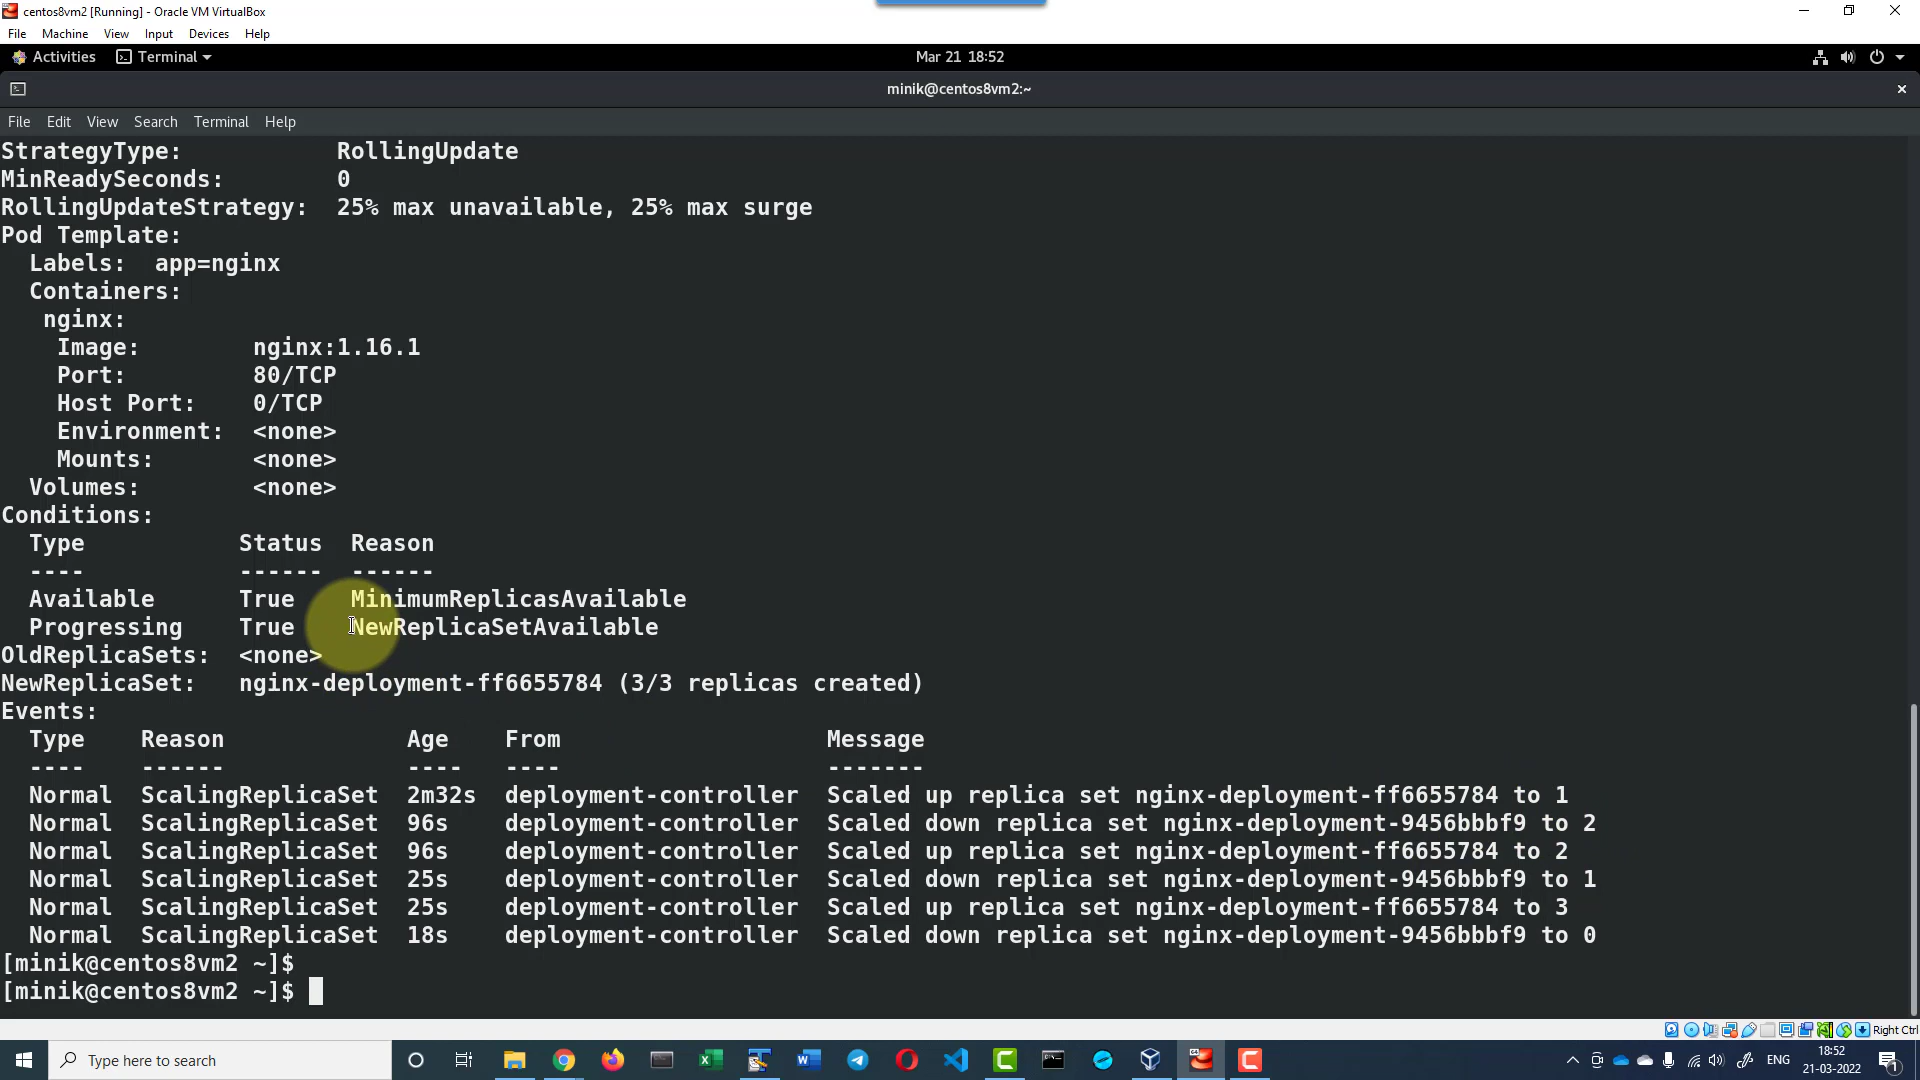 centos8vm2 [Running] - Oracle VM VirtualBox
File Machine View Input Devices Help
Activities Terminal Mar 21 18:52
minik@centos8vm2:~
File Edit View Search Terminal Help
StrategyType: RollingUpdate
MinReadySeconds: 0
RollingUpdateStrategy: 25% max unavailable, 25% max surge
Pod Template:
Labels: app=nginx
Containers:
nginx:
Image: nginx:1.16.1
Port: 80/TCP
Host Port: 0/TCP
Environment: <none>
Mounts: <none>
Volumes: <none>
Conditions:
Type Status Reason
---- ------ ------
Available True MinimumReplicasAvailable
Progressing True NewReplicaSetAvailable
OldReplicaSets: <none>
NewReplicaSet: nginx-deployment-ff6655784 (3/3 replicas created)
Events:
Type Reason Age From Message
---- ------ ---- ---- -------
Normal ScalingReplicaSet 2m32s deployment-controller Scaled up replica set nginx-deployment-ff6655784 to 1
Normal ScalingReplicaSet 96s deployment-controller Scaled down replica set nginx-deployment-9456bbbf9 to 2
Normal ScalingReplicaSet 96s deployment-controller Scaled up replica set nginx-deployment-ff6655784 to 2
Normal ScalingReplicaSet 25s deployment-controller Scaled down replica set nginx-deployment-9456bbbf9 to 1
Normal ScalingReplicaSet 25s deployment-controller Scaled up replica set nginx-deployment-ff6655784 to 3
Normal ScalingReplicaSet 18s deployment-controller Scaled down replica set nginx-deployment-9456bbbf9 to 0
[minik@centos8vm2 ~]$
[minik@centos8vm2 ~]$
Right Ctrl
Type here to search
ENG
18:52
21-03-2022
1